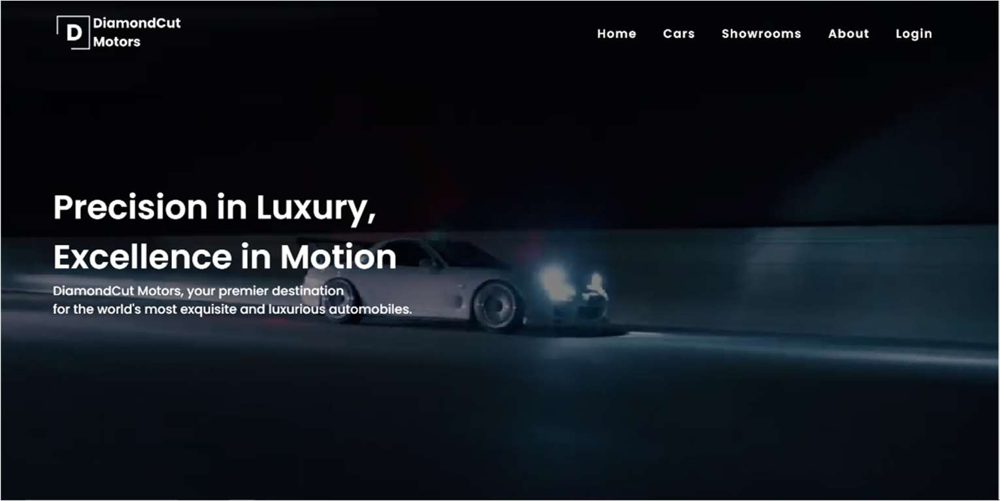 D
DiamondCut
Motors
Home Cars Showrooms About Login
Precision in Luxury,
Excellence in Motion
DiamondCut Motors, your premier destination
for the world's most exquisite and luxurious automobiles.